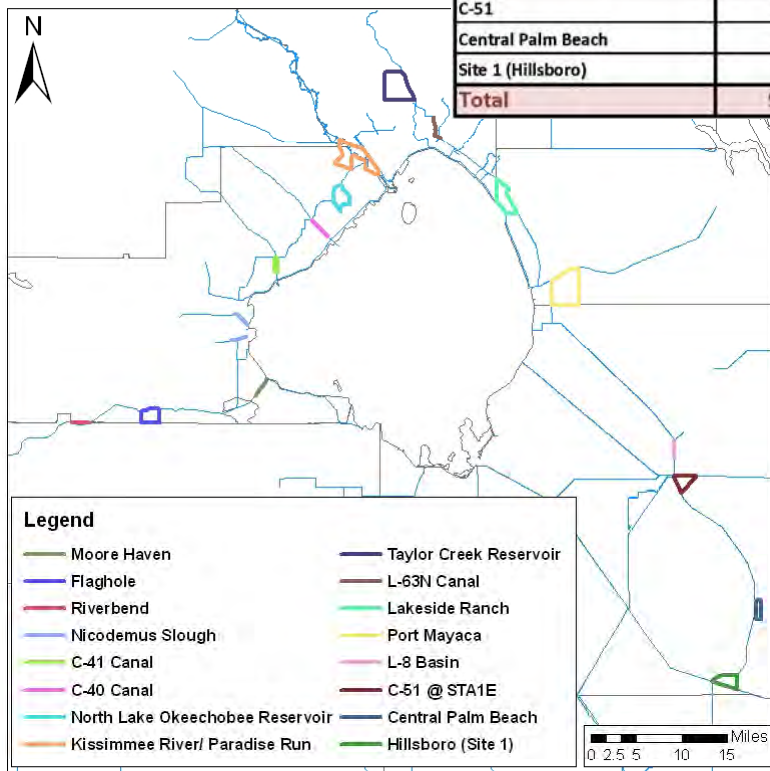 C-51
Central Palm Beach
Site 1 (Hillsboro)
Total
N
Legend
Moore Haven
Flaghole
Riverbend
Nicodemus Slough
C-41 Canal
C-40 Canal
North Lake Okeechobee Reservoir
Kissimmee River/ Paradise Run
Taylor Creek Reservoir
L-63N Canal
Lakeside Ranch
Port Mayaca
L-8 Basin
C-51 @ STA1E
Central Palm Beach
Hillsboro (Site 1)
Miles
0 2.5 5 10 15